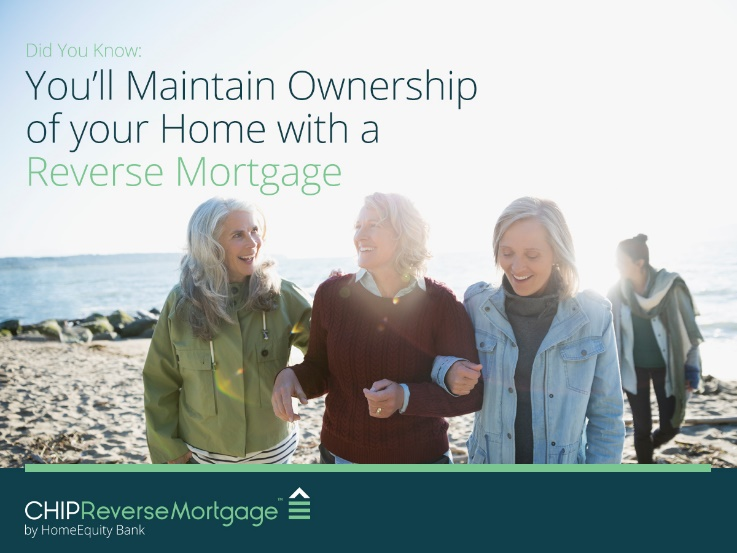 Did You Know:
You'll Maintain Ownership
of your Home with a
Reverse Mortgage
CHIPReverseMortgage™
by HomeEquity Bank